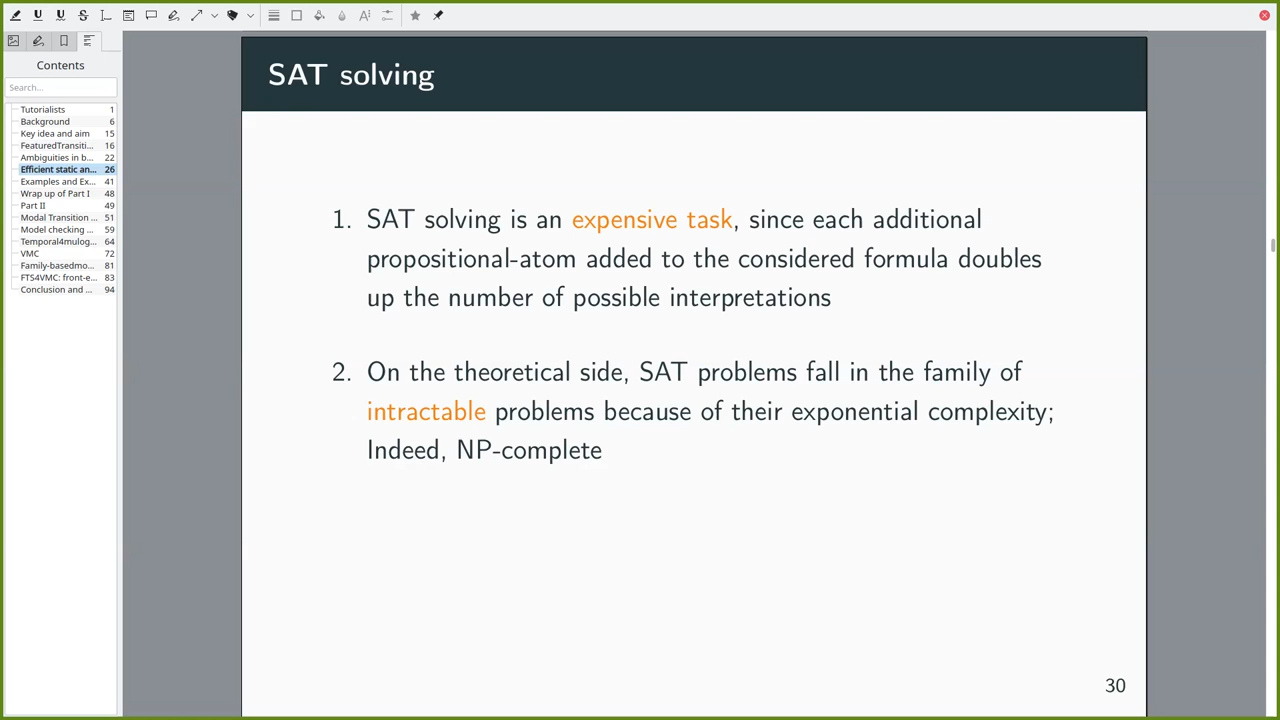 Contents
Search...
Tutorialists 1
Background 6
Key idea and aim 15
FeaturedTransiti... 16
Ambiguities in b... 22
Efficient static an... 26
Examples and Ex... 41
Wrap up of Part I 48
Part II 49
Modal Transition ... 51
Model checking ... 59
Temporal4mulog... 64
VMC 72
Family-basedmo... 81
FTS4VMC: front-e... 83
Conclusion and ... 94
SAT solving
1. SAT solving is an expensive task, since each additional
propositional-atom added to the considered formula doubles
up the number of possible interpretations
2. On the theoretical side, SAT problems fall in the family of
intractable problems because of their exponential complexity;
Indeed, NP-complete
30